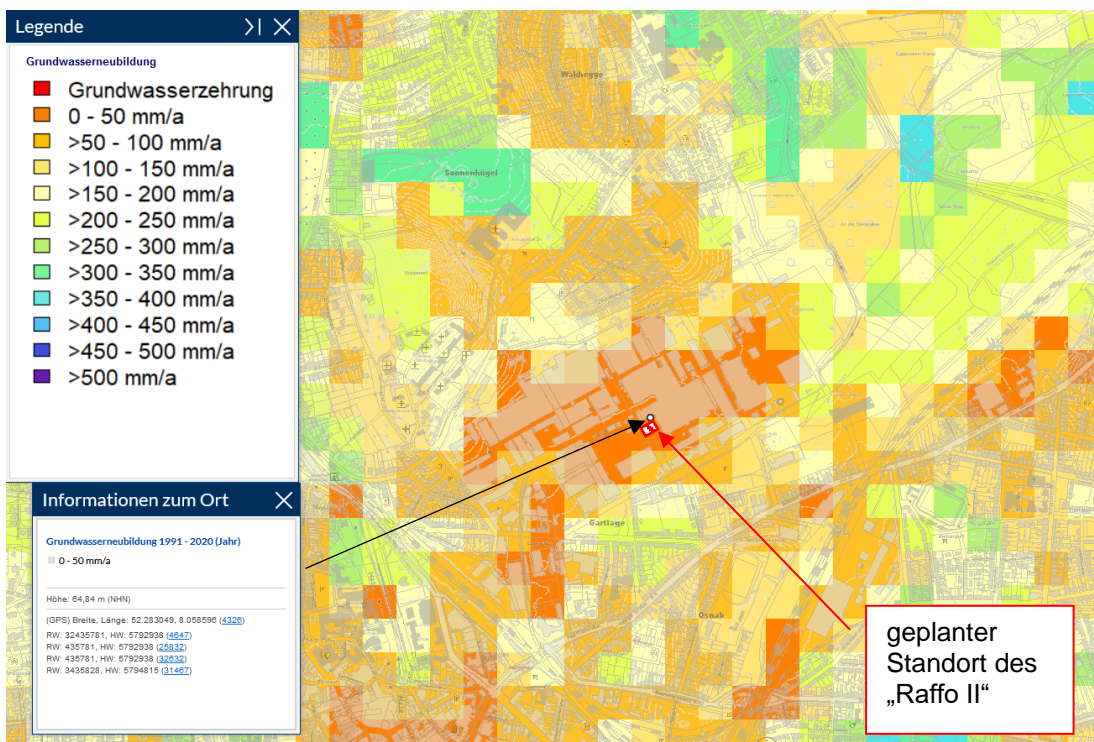 Legende
Grundwasserneubildung
Grundwasserzehrung
0 - 50 mm/a
>50 - 100 mm/a
>100 - 150 mm/a
>150 - 200 mm/a
>200 - 250 mm/a
>250 - 300 mm/a
>300 - 350 mm/a
>350 - 400 mm/a
>400 - 450 mm/a
>450 - 500 mm/a
>500 mm/a
Waldhegge
Sonnenhügel
Gartlage
Osnab
Informationen zum Ort
Grundwasserneubildung 1991 - 2020 (Jahr)
0 - 50 mm/a
Höhe: 64,84 m (NHN)
(GPS) Breite, Länge: 52.283049, 8.058596 (4326)
RW: 32435781, HW: 5792938 (4647)
RW: 435781, HW: 5792938 (25832)
RW: 435781, HW: 5792938 (32632)
RW: 3435828, HW: 5794815 (31467)
geplanter
Standort des
„Raffo II“